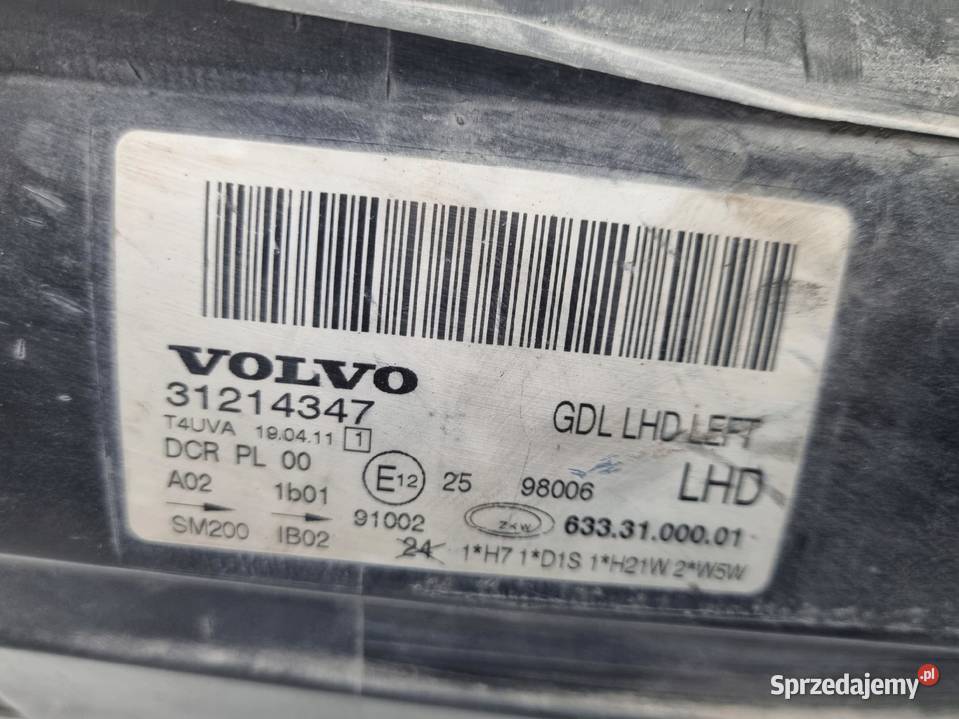 VOLVO
31214347
GDL LHD LEFT
T4UVA 19.04.11 1
DCR PL 00
LHD
A02 1b01 E12 25 98006
SM200 IB02 91002 ZKW 633.31.000.01
24 1*H7 1*D1S 1*H21W 2*W5W
Sprzedajemy.pl